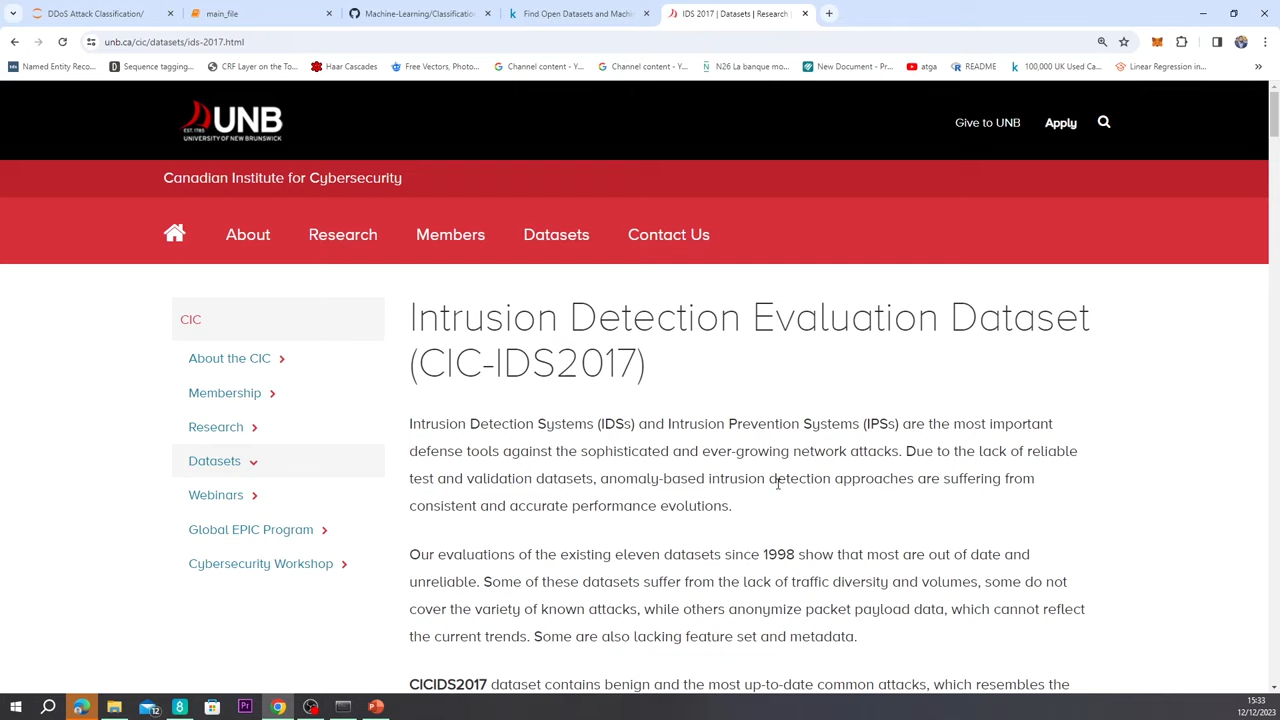 DDoS Attack Classification/
main_file
Machine-Learning/Classification
Find Open Datasets and Machin
IDS 2017 | Datasets | Research
unb.ca/cic/datasets/ids-2017.html
Named Entity Reco...
Sequence tagging...
CRF Layer on the To...
Haar Cascades
Free Vectors, Photo...
Channel content - Y...
Channel content - Y...
N26 La banque mo...
New Document - Pr...
atga
README
100,000 UK Used Ca...
Linear Regression in...
EST. 1785
UNB
UNIVERSITY OF NEW BRUNSWICK
Give to UNB
Apply
Canadian Institute for Cybersecurity
About
Research
Members
Datasets
Contact Us
CIC
About the CIC
Membership
Research
Datasets
Webinars
Global EPIC Program
Cybersecurity Workshop
Intrusion Detection Evaluation Dataset
(CIC-IDS2017)
Intrusion Detection Systems (IDSs) and Intrusion Prevention Systems (IPSs) are the most important
defense tools against the sophisticated and ever-growing network attacks. Due to the lack of reliable
test and validation datasets, anomaly-based intrusion detection approaches are suffering from
consistent and accurate performance evolutions.
Our evaluations of the existing eleven datasets since 1998 show that most are out of date and
unreliable. Some of these datasets suffer from the lack of traffic diversity and volumes, some do not
cover the variety of known attacks, while others anonymize packet payload data, which cannot reflect
the current trends. Some are also lacking feature set and metadata.
CICIDS2017 dataset contains benign and the most up-to-date common attacks, which resembles the
12
8
Pr
15:33
12/12/2023